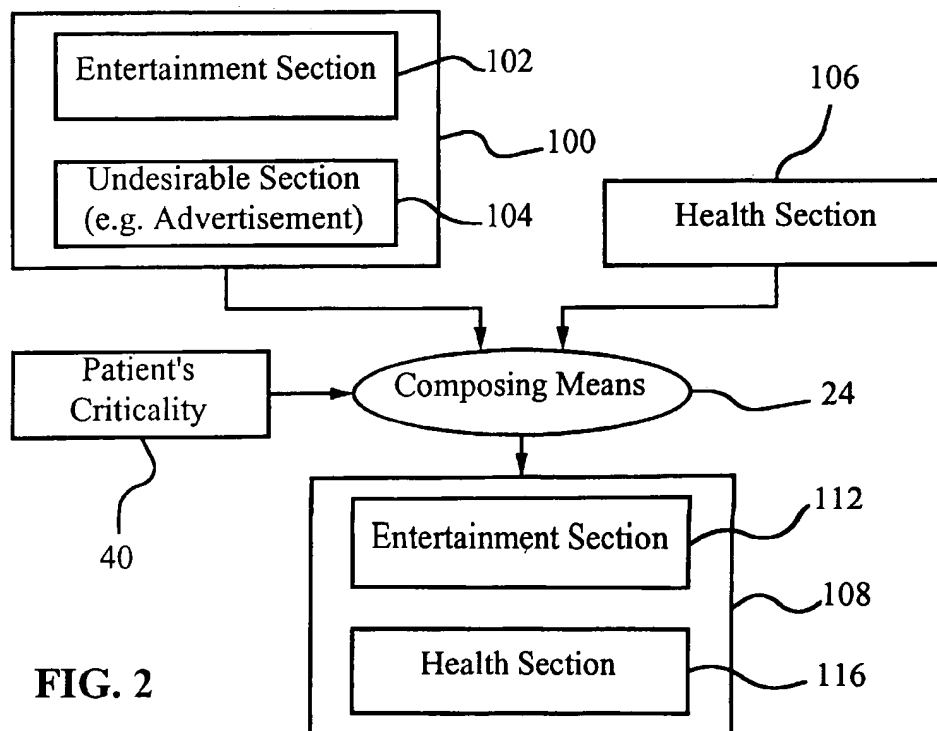 Entertainment Section
102
106
100
Undesirable Section
(e.g. Advertisement)
104
Health Section
Patient's
Criticality
Composing Means
24
40
112
Entertainment Section
108
Health Section
116
FIG. 2